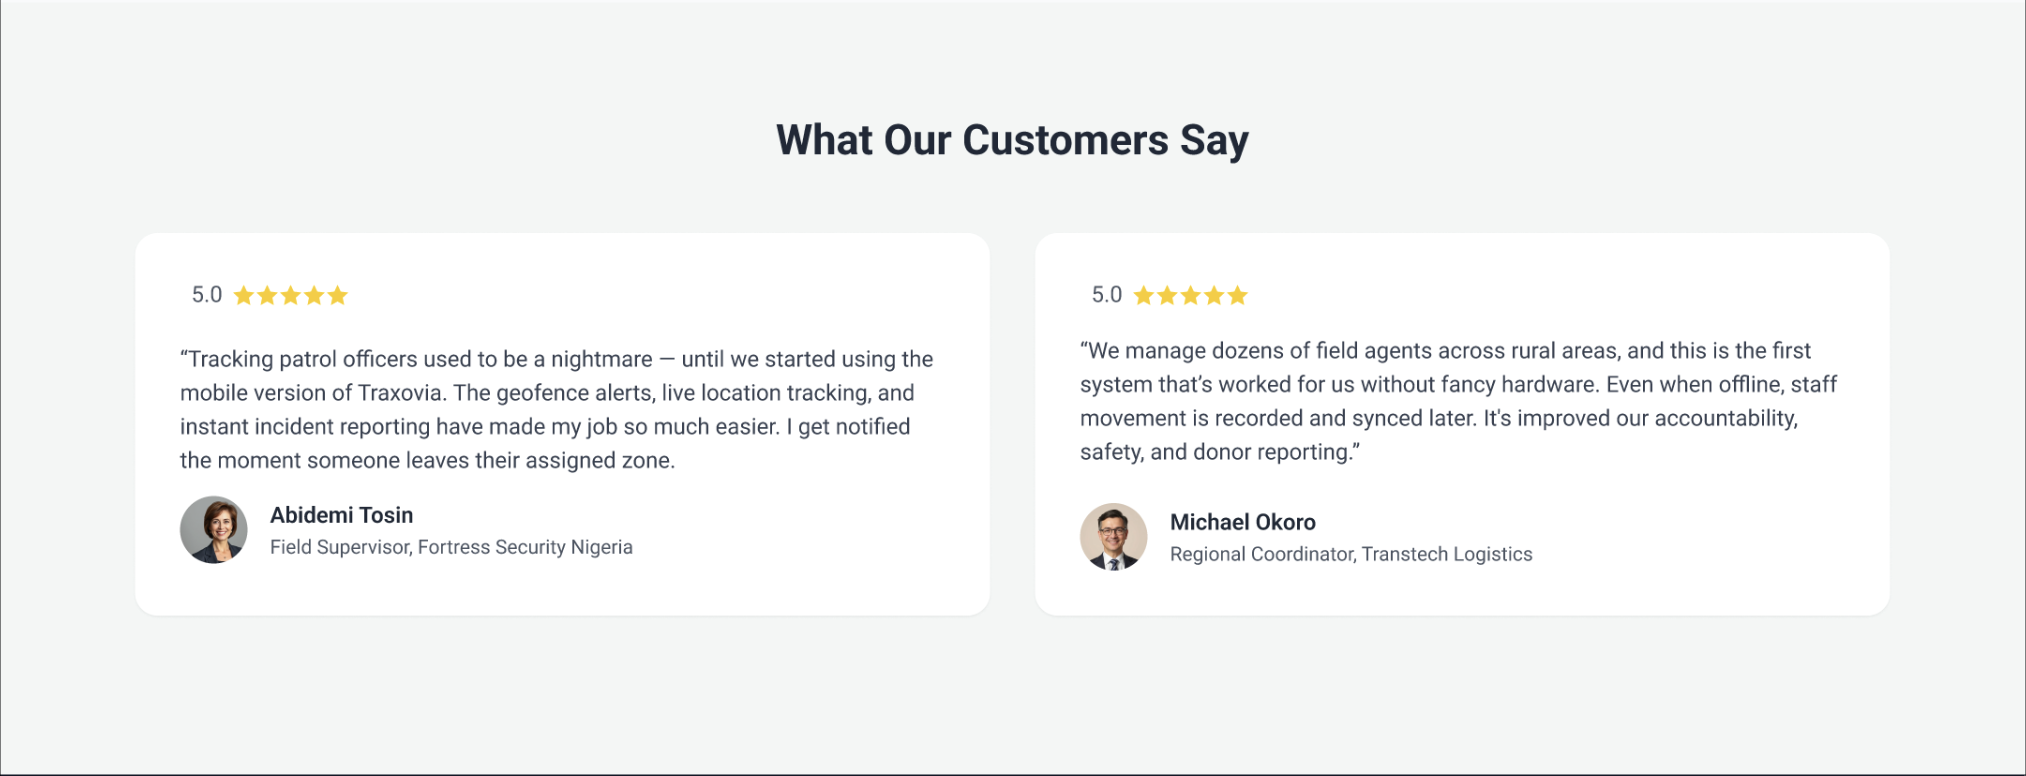 What Our Customers Say
5.0
“Tracking patrol officers used to be a nightmare — until we started using the
mobile version of Traxovia. The geofence alerts, live location tracking, and
instant incident reporting have made my job so much easier. I get notified
the moment someone leaves their assigned zone.
Abidemi Tosin
Field Supervisor, Fortress Security Nigeria
5.0
“We manage dozens of field agents across rural areas, and this is the first
system that’s worked for us without fancy hardware. Even when offline, staff
movement is recorded and synced later. It's improved our accountability,
safety, and donor reporting.”
Michael Okoro
Regional Coordinator, Transtech Logistics